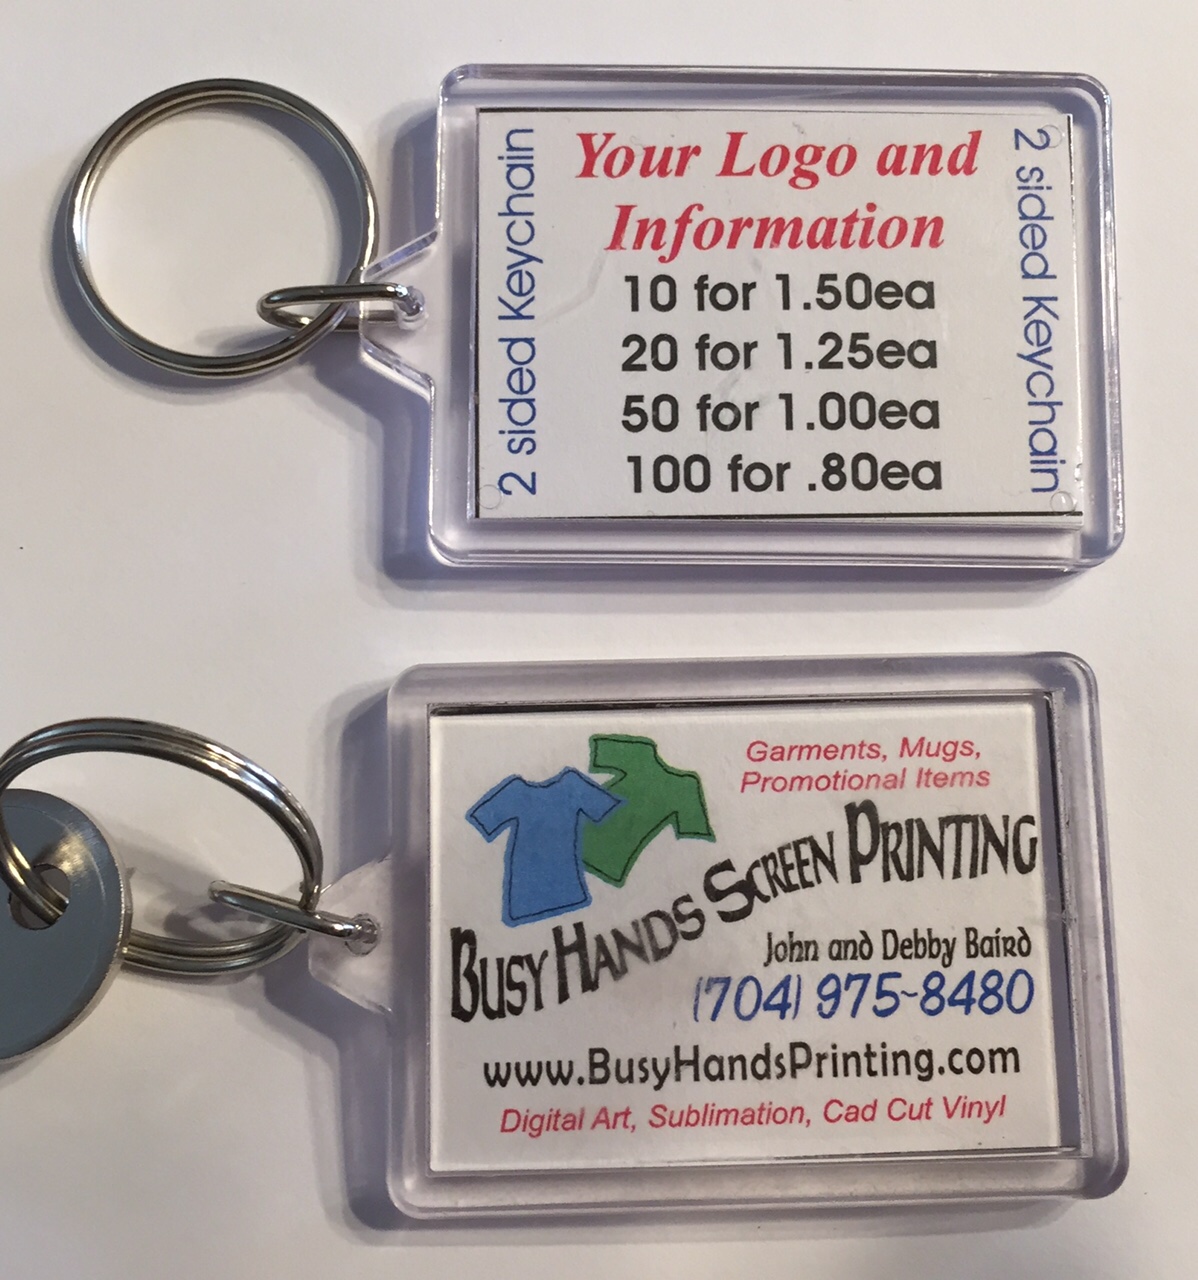 2 sided Keychain
Your Logo and
Information
10 for 1.50ea
20 for 1.25ea
50 for 1.00ea
100 for .80ea
2 sided Keychain
Garments, Mugs,
Promotional Items
Busy Hands Screen Printing
John and Debby Baird
(704) 975-8480
www.BusyHandsPrinting.com
Digital Art, Sublimation, Cad Cut Vinyl